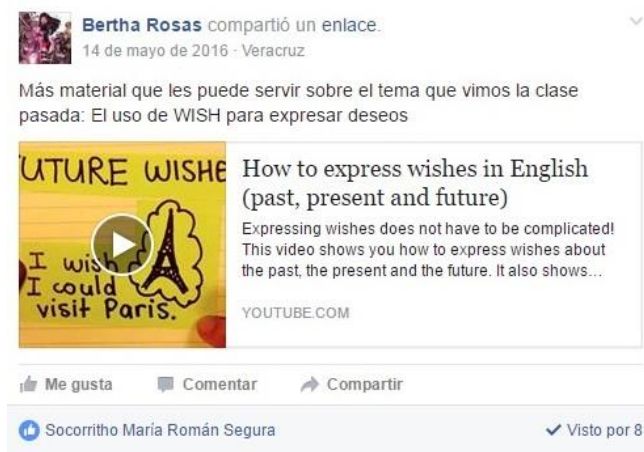 Bertha Rosas compartió un enlace.
14 de mayo de 2016 · Veracruz
Más material que les puede servir sobre el tema que vimos la clase
pasada: El uso de WISH para expresar deseos
UTURE WISHE
I wish
I could
visit Paris.
How to express wishes in English
(past, present and future)
Expressing wishes does not have to be complicated!
This video shows you how to express wishes about
the past, the present and the future. It also shows...
YOUTUBE.COM
Me gusta Comentar Compartir
Socorritho María Román Segura Visto por 8